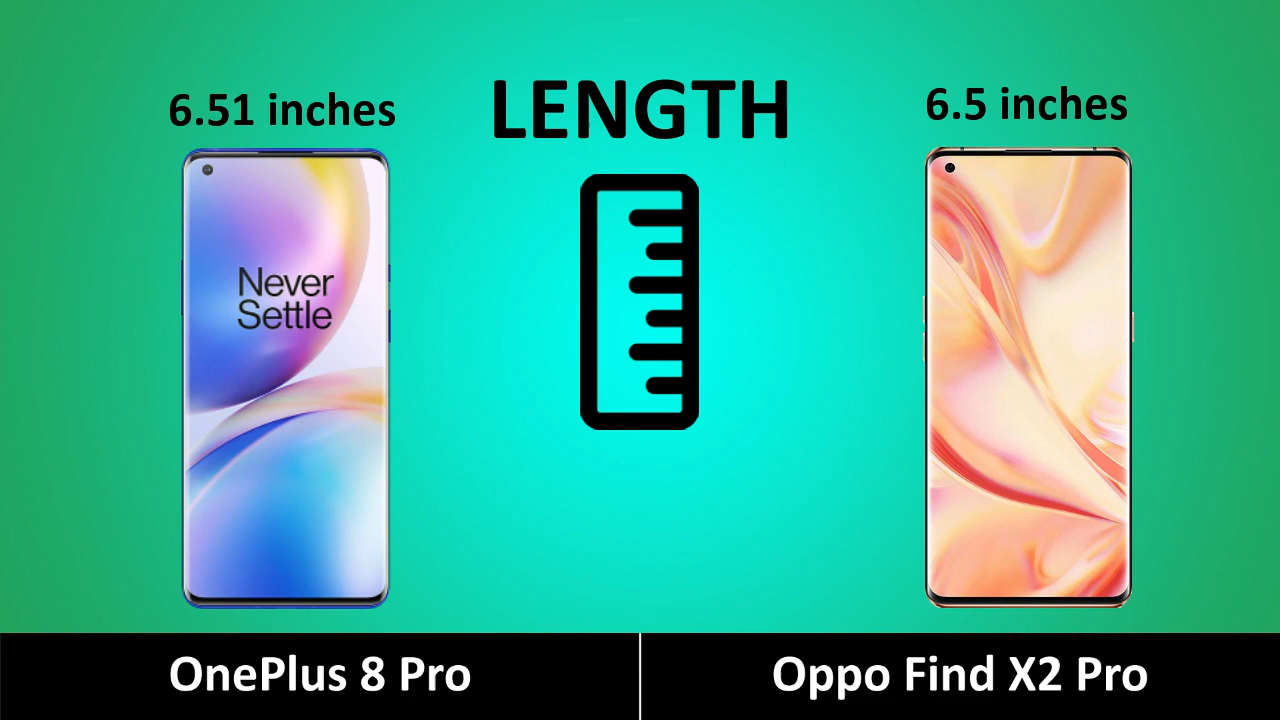 LENGTH
6.51 inches
6.5 inches
Never
Settle
OnePlus 8 Pro
Oppo Find X2 Pro